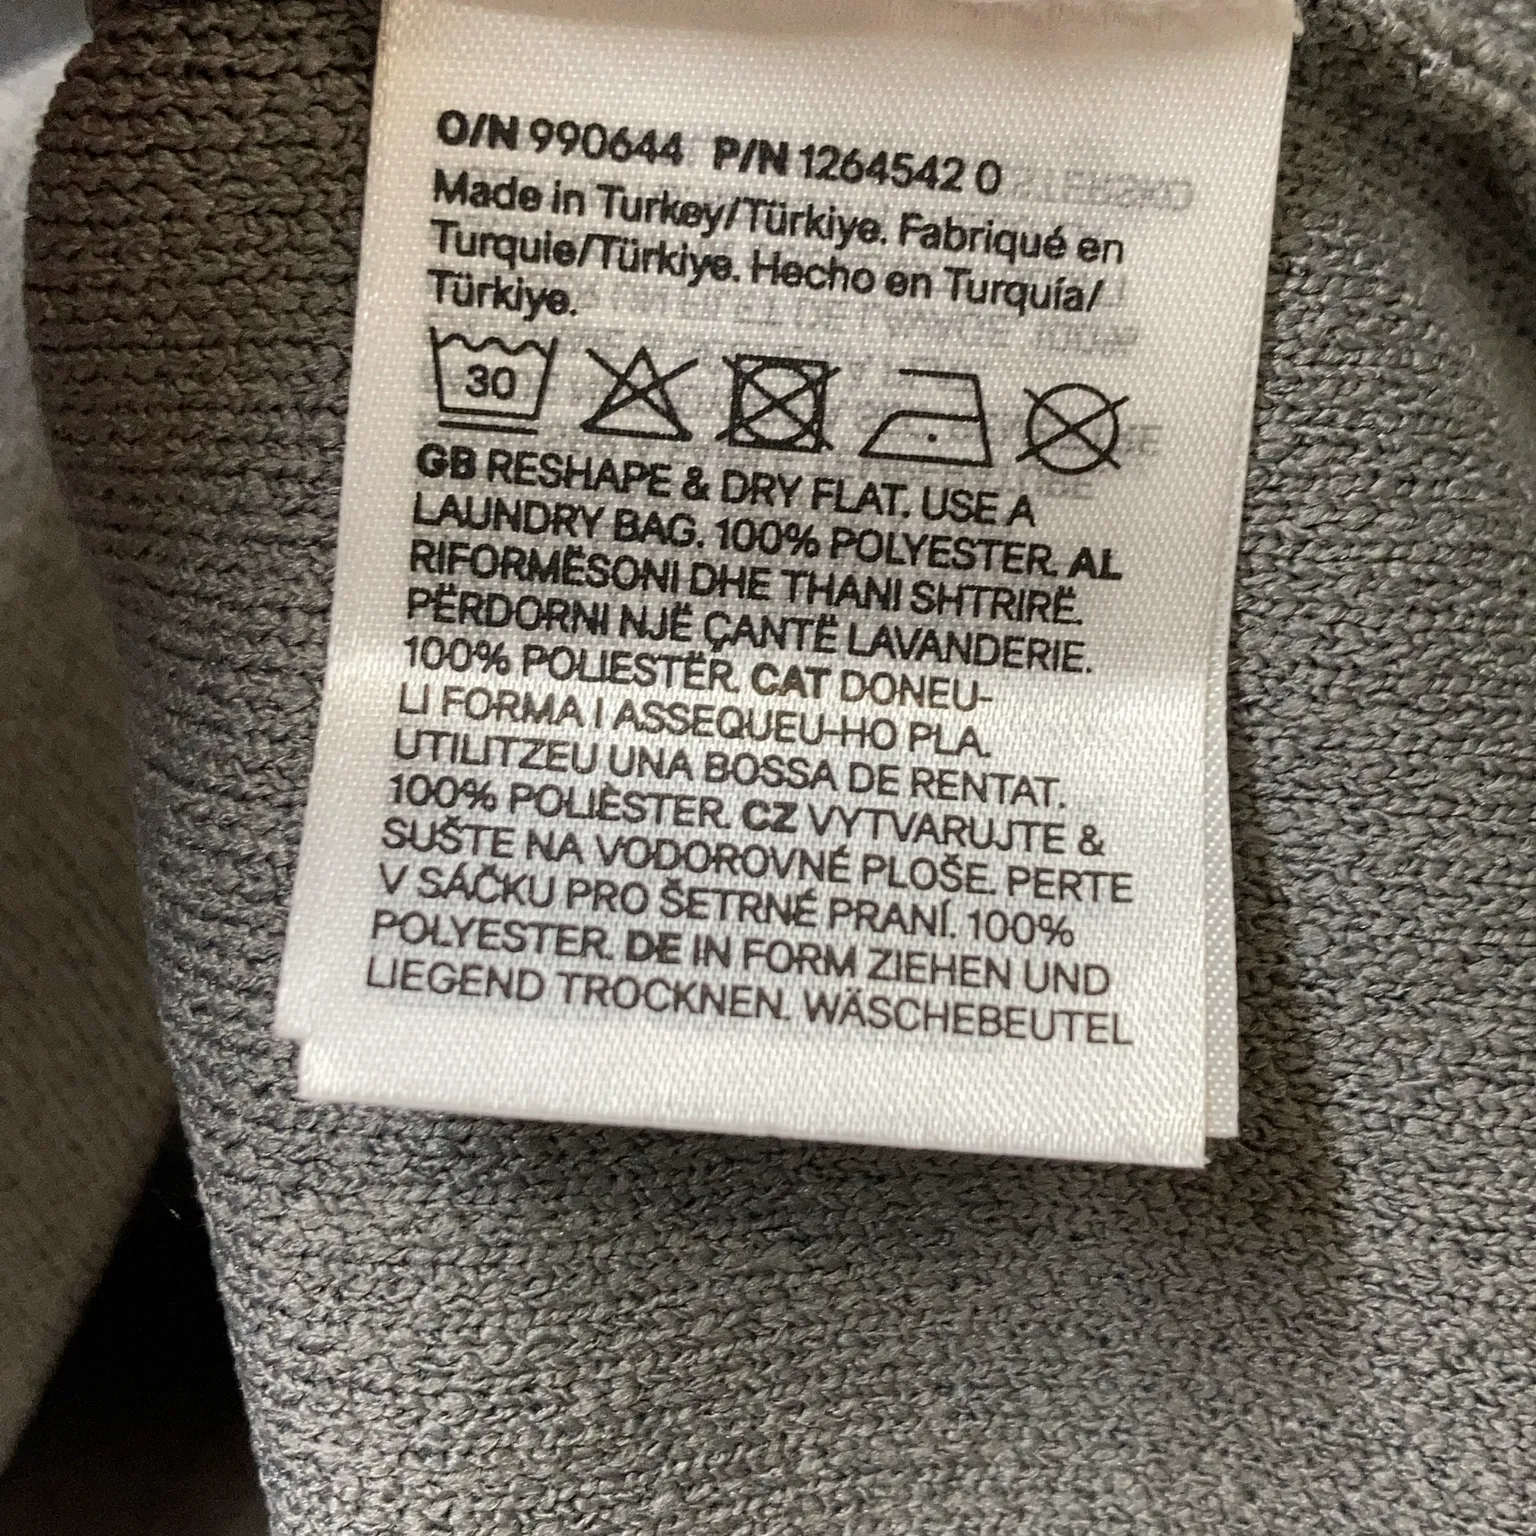 O/N 990644 P/N 1264542 0
Made in Turkey/Türkiye. Fabriqué en
Turquie/Türkiye. Hecho en Turquía/
Türkiye.
30
GB RESHAPE & DRY FLAT. USE A
LAUNDRY BAG. 100% POLYESTER. AL
RIFORMËSONI DHE THANI SHTRIRË.
PËRDORNI NJË ÇANTË LAVANDERIE.
100% POLIESTËR. CAT DONEU-
LI FORMA I ASSEQUEU-HO PLA.
UTILITZEU UNA BOSSA DE RENTAT.
100% POLIÈSTER. CZ VYTVARUJTE &
SUŠTE NA VODOROVNÉ PLOŠE. PERTE
V SÁČKU PRO ŠETRNÉ PRANÍ. 100%
POLYESTER. DE IN FORM ZIEHEN UND
LIEGEND TROCKNEN. WÄSCHEBEUTEL